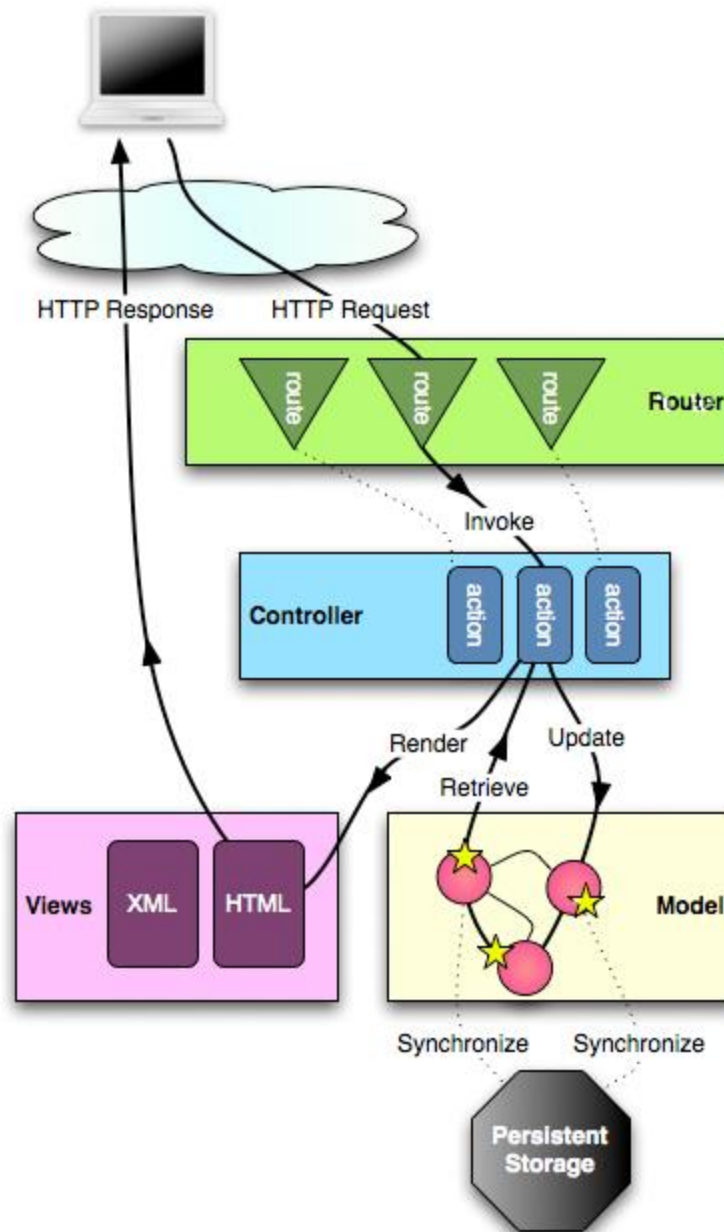 HTTP Response
HTTP Request
route
route
route
Router
Invoke
Controller
action
action
action
Render
Update
Retrieve
Views
XML
HTML
Model
Synchronize
Synchronize
Persistent
Storage